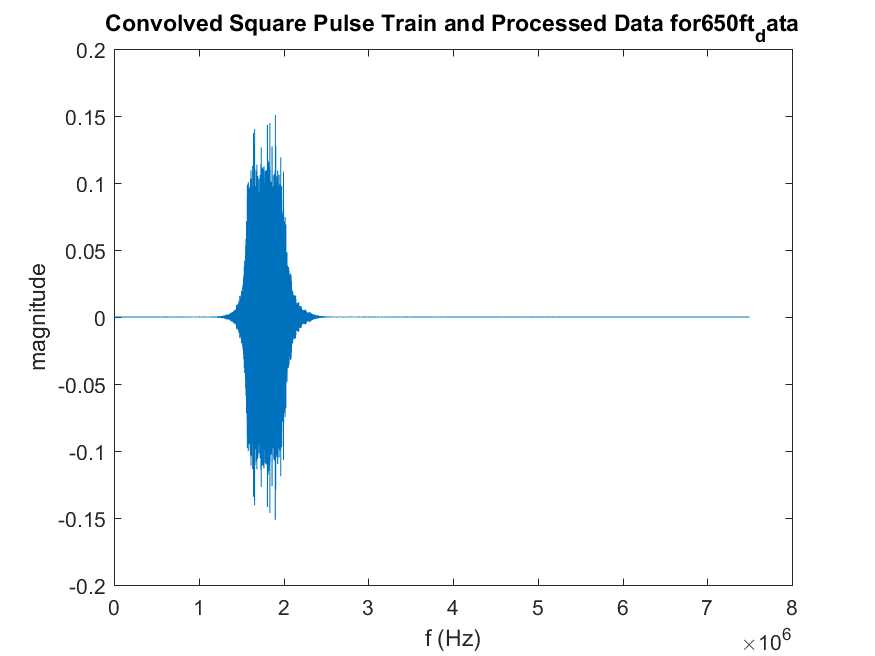 Convolved Square Pulse Train and Processed Data for650ft_data
0.2
0.15
0.1
0.05
0
-0.05
-0.1
-0.15
-0.2
magnitude
0 1 2 3 4 5 6 7 8
f (Hz)
×10^6